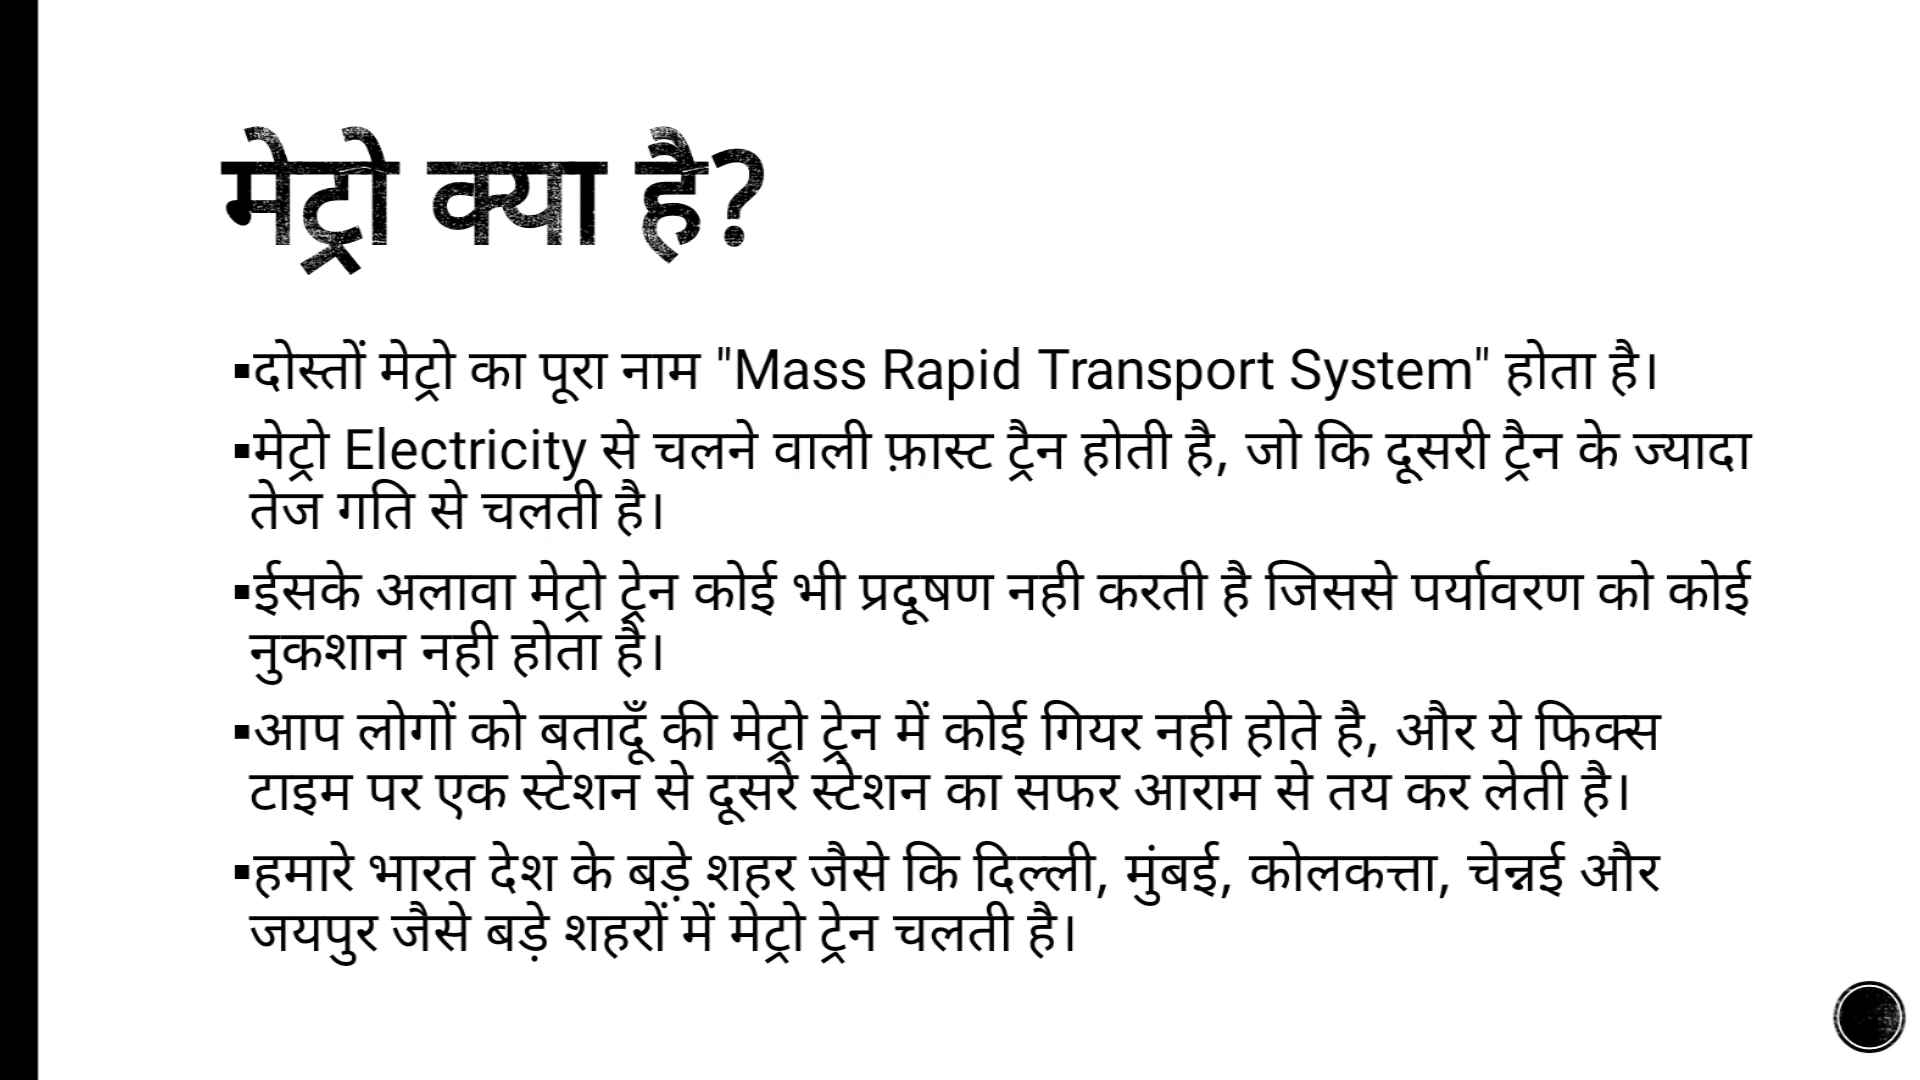 मेट्रो क्या है?
▪दोस्तों मेट्रो का पूरा नाम "Mass Rapid Transport System" होता है।
▪मेट्रो Electricity से चलने वाली फ़ास्ट ट्रैन होती है, जो कि दूसरी ट्रैन के ज्यादा
तेज गति से चलती है।
▪ईसके अलावा मेट्रो ट्रेन कोई भी प्रदूषण नही करती है जिससे पर्यावरण को कोई
नुकशान नही होता है।
▪आप लोगों को बतादूँ की मेट्रो ट्रेन में कोई गियर नही होते है, और ये फिक्स
टाइम पर एक स्टेशन से दूसरे स्टेशन का सफर आराम से तय कर लेती है।
▪हमारे भारत देश के बड़े शहर जैसे कि दिल्ली, मुंबई, कोलकत्ता, चेन्नई और
जयपुर जैसे बड़े शहरों में मेट्रो ट्रेन चलती है।